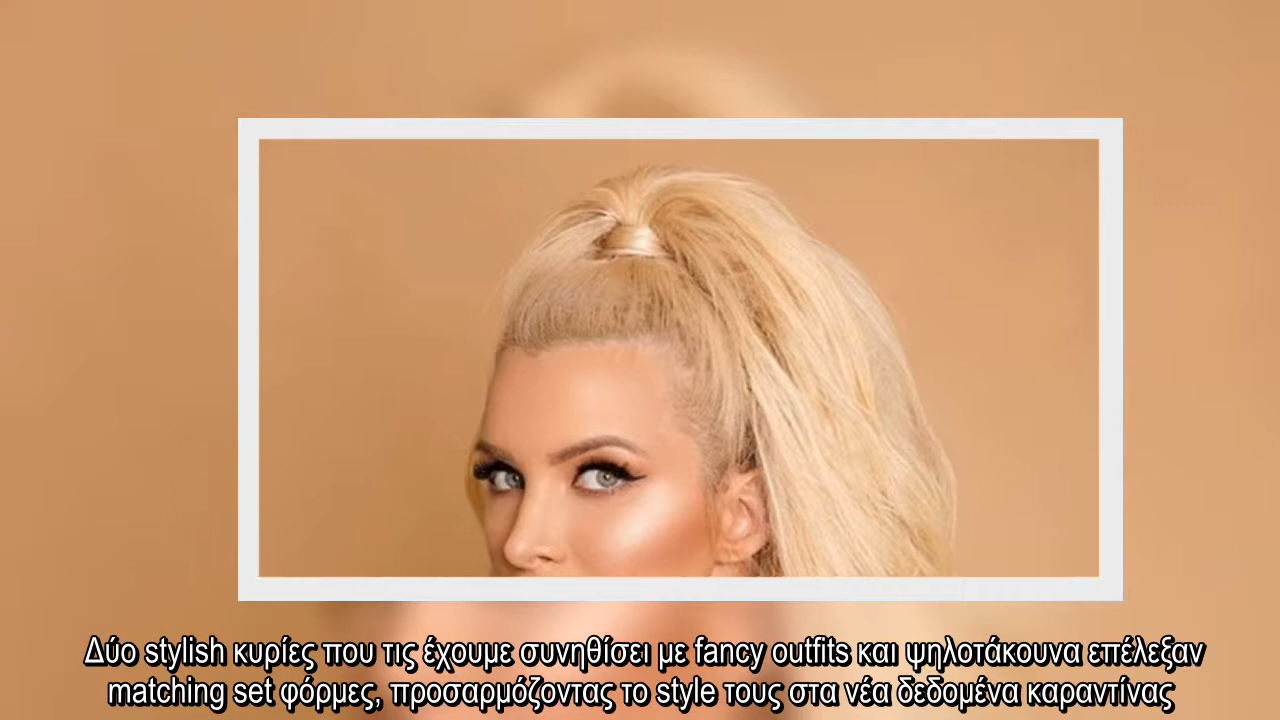 Δύο stylish κυρίες που τις έχουμε συνηθίσει με fancy outfits και ψηλοτάκουνα επέλεξαν
matching set φόρμες, προσαρμόζοντας το style τους στα νέα δεδομένα καραντίνας